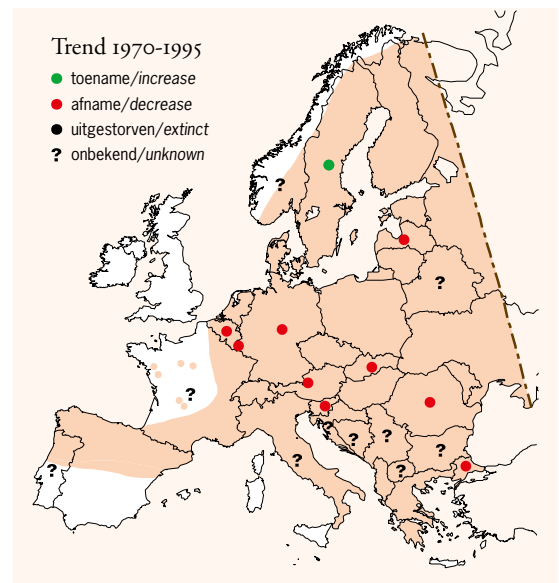 Trend 1970-1995
toename/increase
afname/decrease
uitgestorven/extinct
? onbekend/unknown
?
?
?
?
?
?
?
?
?
?